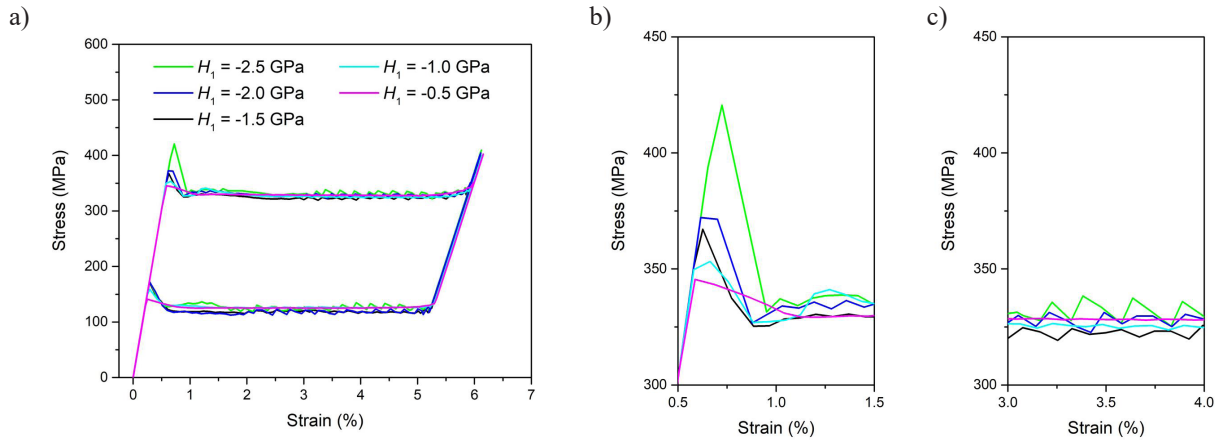 a)
600
500
400
300
200
100
0
Stress (MPa)
0 1 2 3 4 5 6 7
Strain (%)
H₁ = -2.5 GPa
H₁ = -2.0 GPa
H₁ = -1.5 GPa
H₁ = -1.0 GPa
H₁ = -0.5 GPa
b)
450
400
350
300
Stress (MPa)
0.5 1.0 1.5
Strain (%)
c)
450
400
350
300
Stress (MPa)
3.0 3.5 4.0
Strain (%)